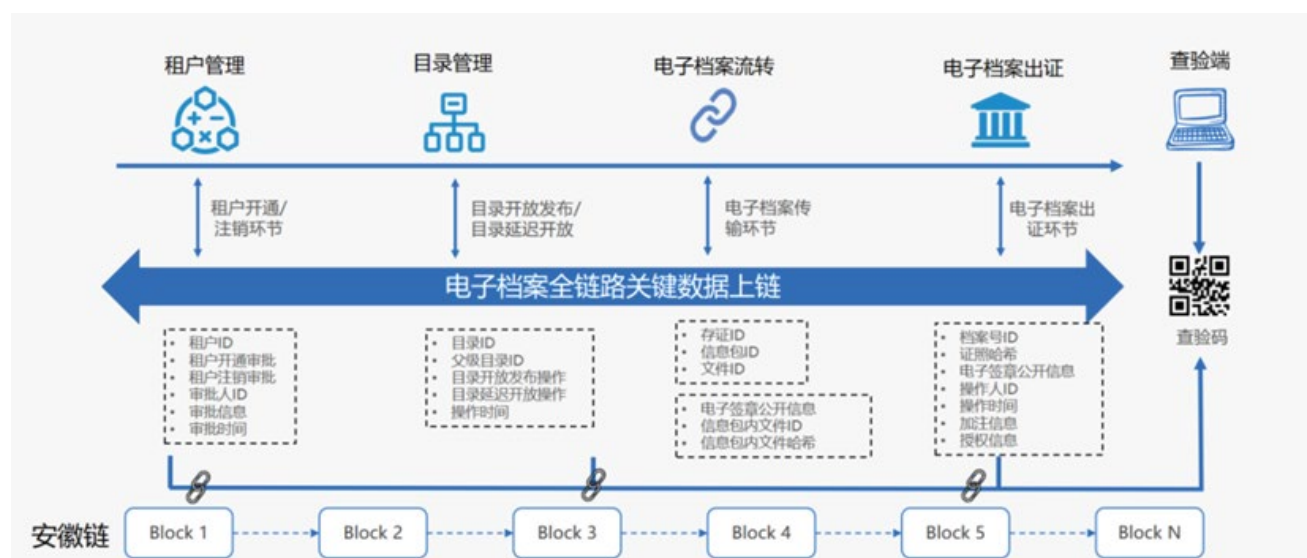 租户管理
目录管理
电子档案流转
电子档案出证
查验端
租户开通/
注销环节
目录开放发布/
目录延迟开放
电子档案传
输环节
电子档案出
证环节
电子档案全链路关键数据上链
• 租户ID
• 租户开通审批
• 租户注销审批
• 审批人ID
• 审批信息
• 审批时间
• 目录ID
• 父级目录ID
• 目录开放发布操作
• 目录延迟开放操作
• 操作时间
• 存证ID
• 信息包ID
• 文件ID
• 电子签章公开信息
• 信息包内文件ID
• 信息包内文件哈希
• 档案号ID
• 证照哈希
• 电子签章公开信息
• 操作人ID
• 操作时间
• 加注信息
• 授权信息
查验码
安徽链
Block 1
Block 2
Block 3
Block 4
Block 5
Block N